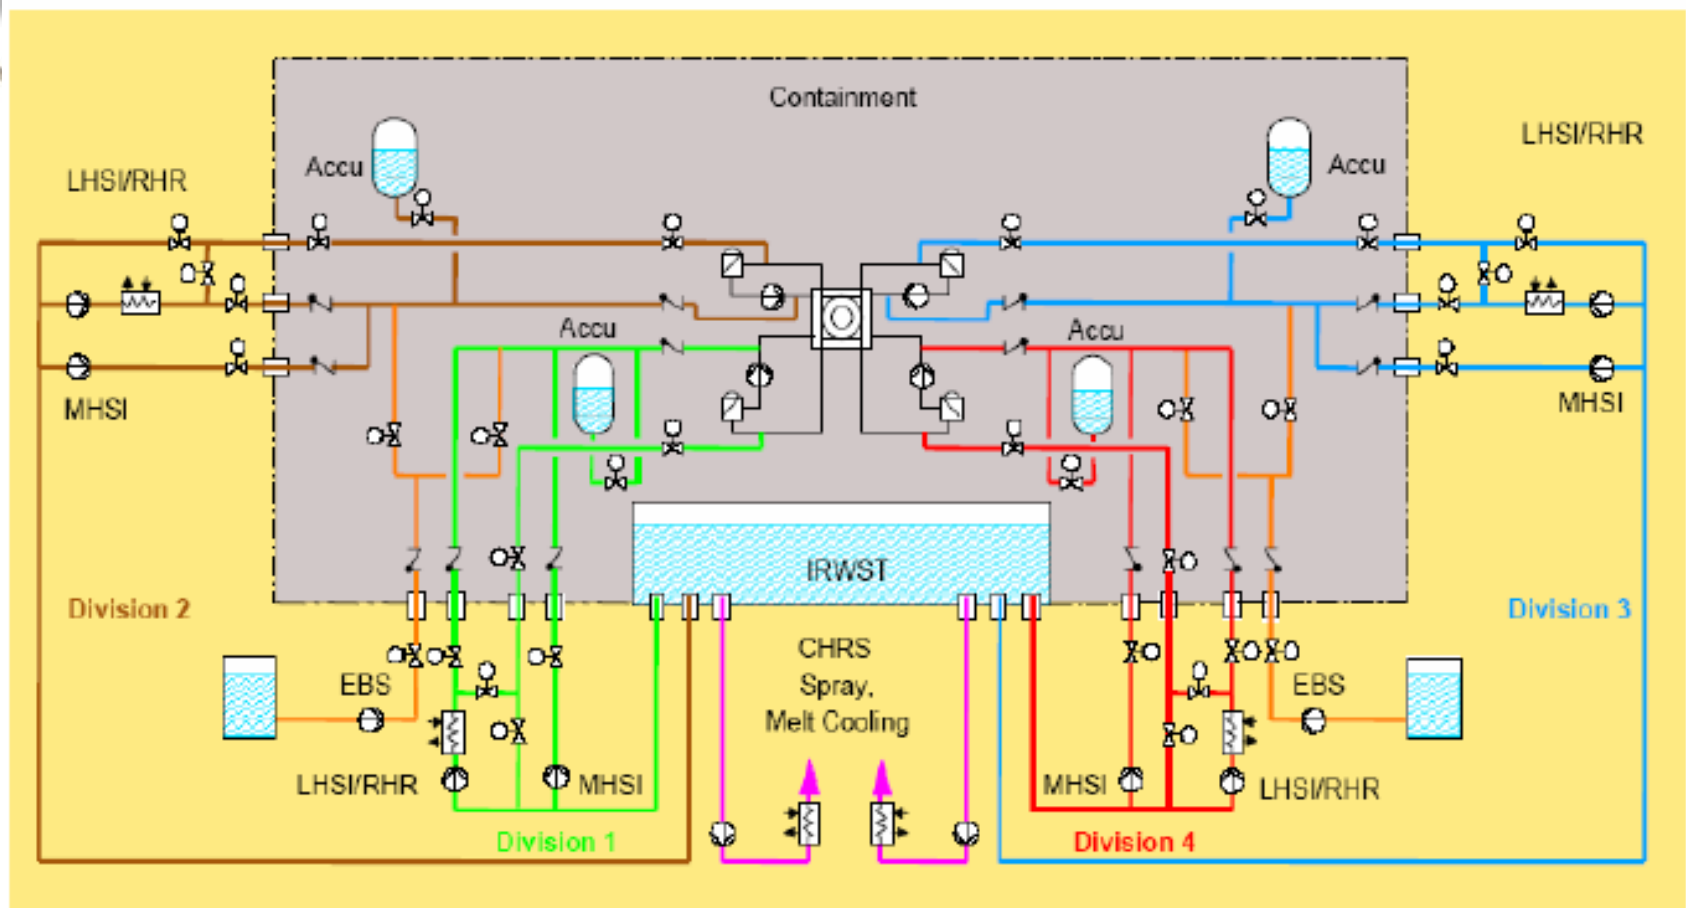 Containment
LHSI/RHR
Accu
Accu
LHSI/RHR
Accu
Accu
MHSI
MHSI
IRWST
Division 2
Division 3
CHRS
Spray,
Melt Cooling
EBS
EBS
LHSI/RHR
MHSI
MHSI
LHSI/RHR
Division 1
Division 4